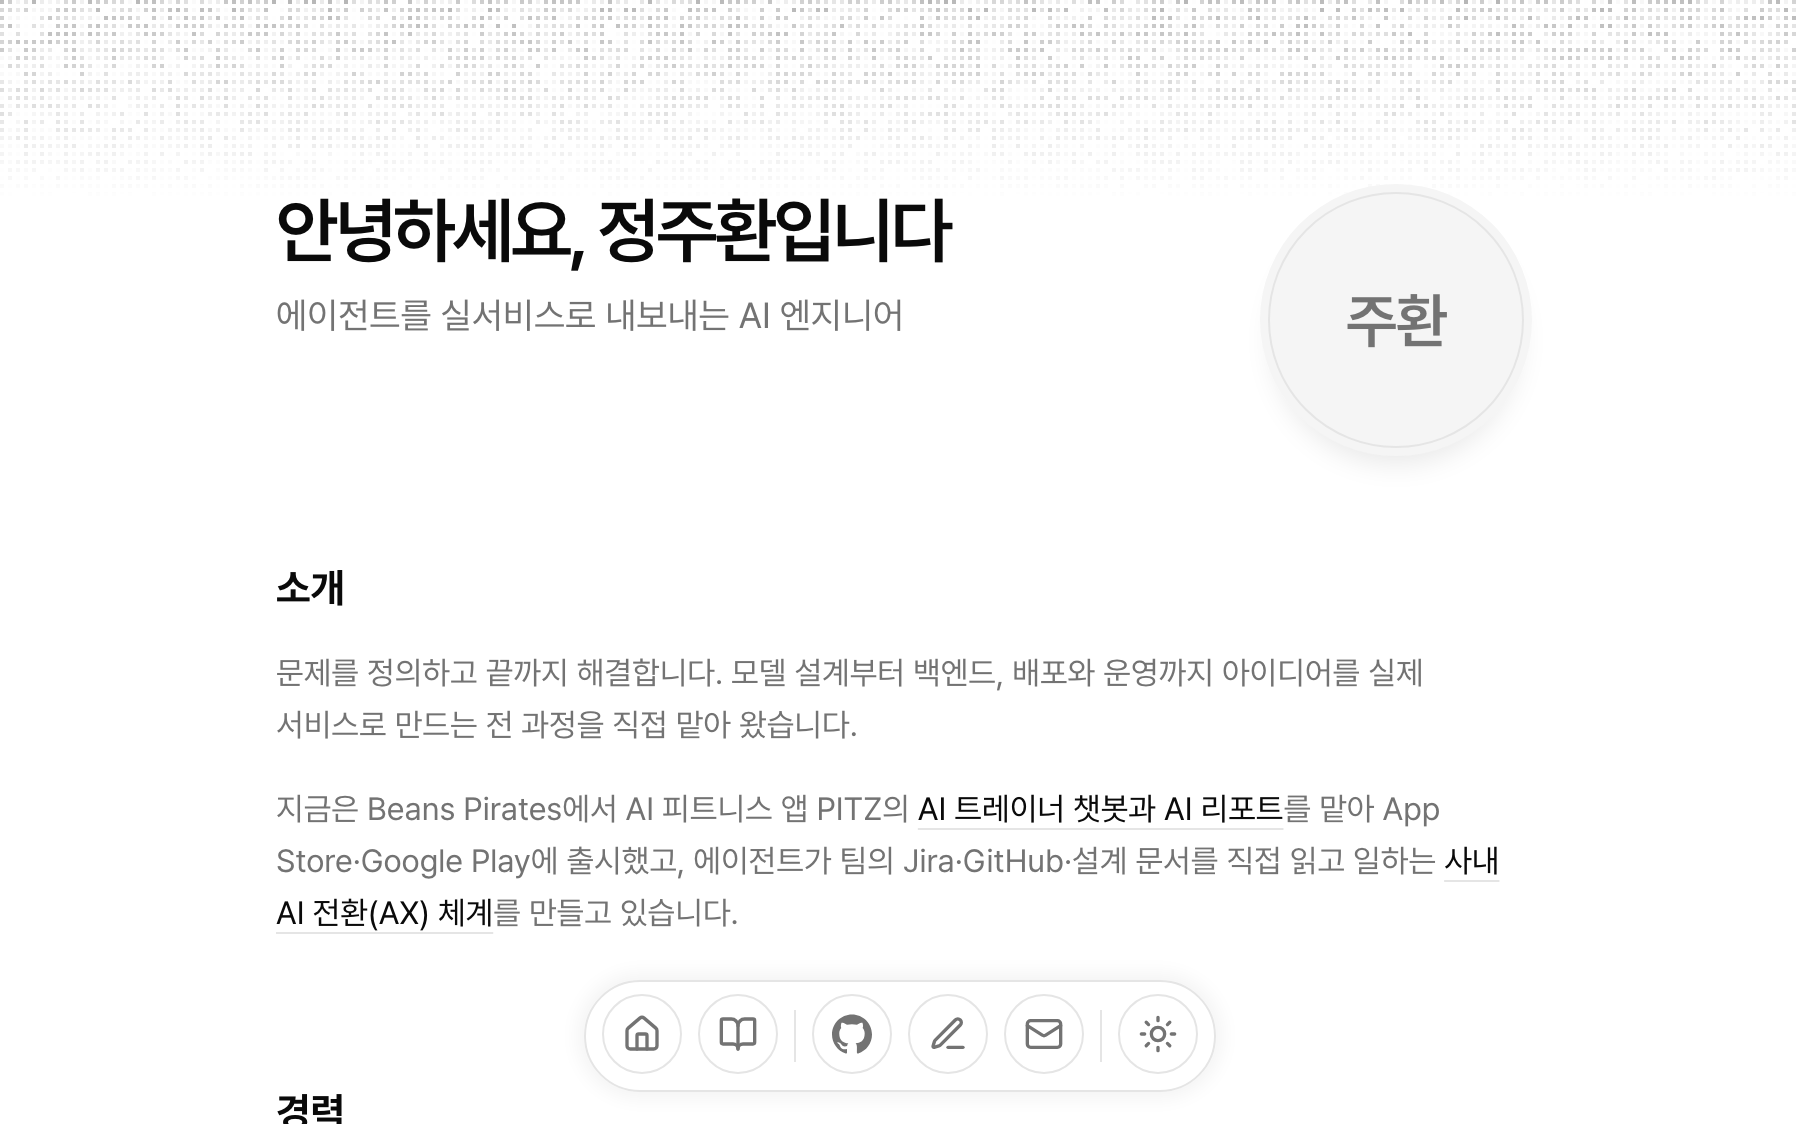 안녕하세요, 정주환입니다
에이전트를 실서비스로 내보내는 AI 엔지니어
주환
소개
문제를 정의하고 끝까지 해결합니다. 모델 설계부터 백엔드, 배포와 운영까지 아이디어를 실제
서비스로 만드는 전 과정을 직접 맡아 왔습니다.
지금은 Beans Pirates에서 AI 피트니스 앱 PITZ의 AI 트레이너 챗봇과 AI 리포트를 맡아 App
Store·Google Play에 출시했고, 에이전트가 팀의 Jira·GitHub·설계 문서를 직접 읽고 일하는 사내
AI 전환(AX) 체계를 만들고 있습니다.
경력